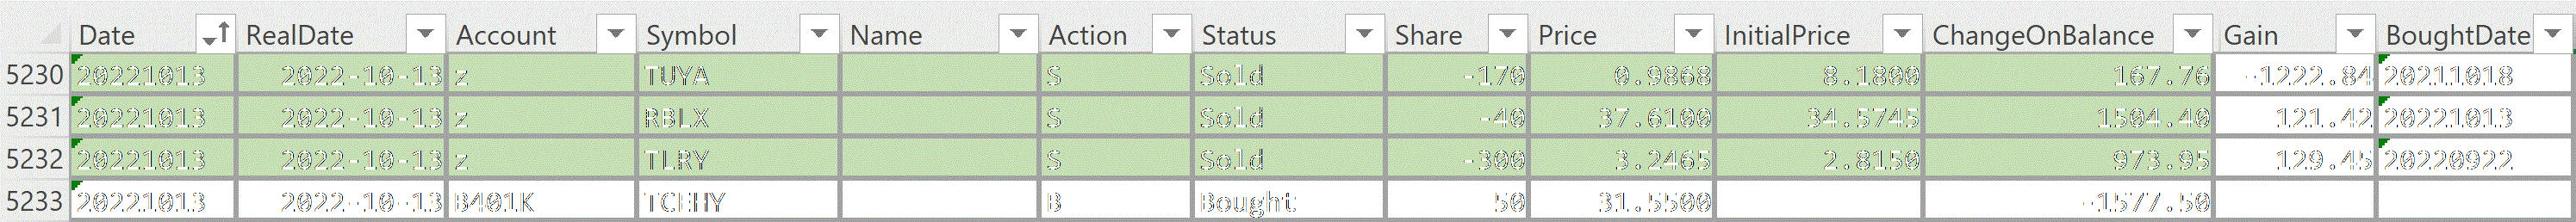 Date RealDate Account Symbol Name Action Status Share Price InitialPrice ChangeOnBalance Gain BoughtDate
5230 20221013 2022-10-13 z TUYA S Sold -170 0.9868 8.1800 167.76 -1222.84 20211018
5231 20221013 2022-10-13 z RBLX S Sold -40 37.6100 34.5745 1504.40 121.42 20221013
5232 20221013 2022-10-13 z TLRY S Sold -300 3.2465 2.8150 973.95 129.45 20220922
5233 20221013 2022-10-13 B401K TCEHY B Bought 50 31.5500 -1577.50